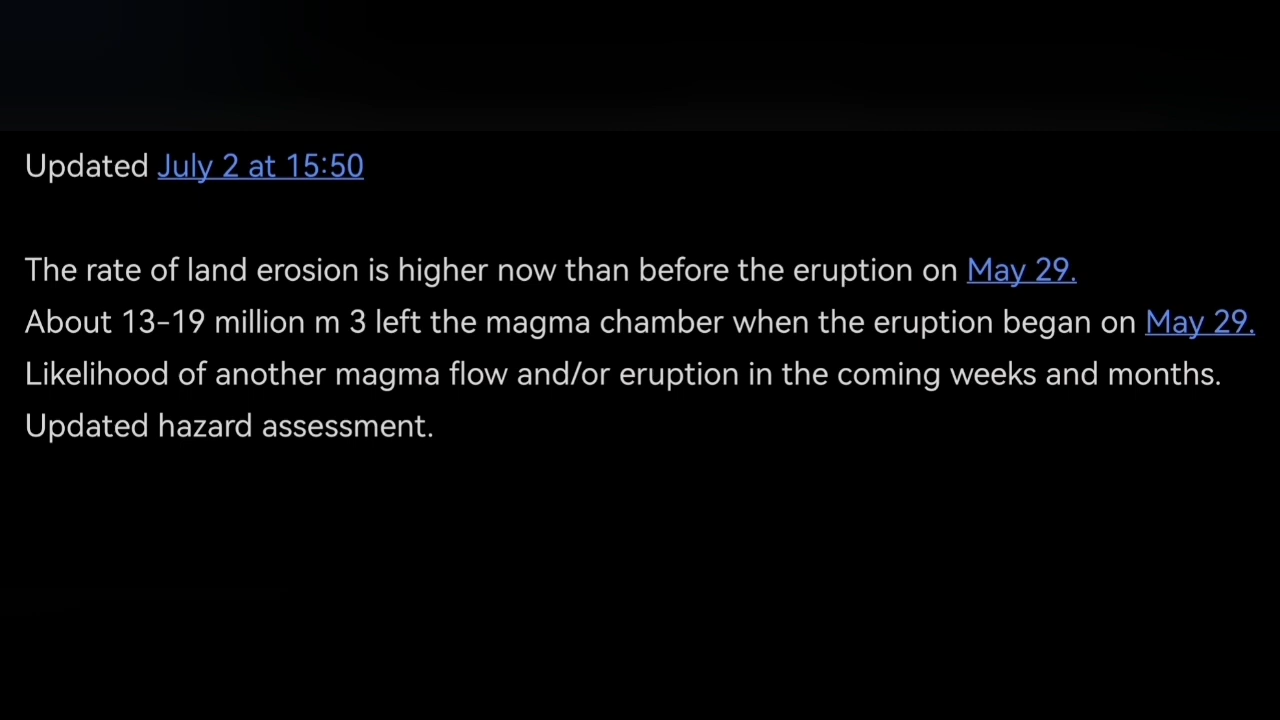 Updated July 2 at 15:50
The rate of land erosion is higher now than before the eruption on May 29.
About 13-19 million m 3 left the magma chamber when the eruption began on May 29.
Likelihood of another magma flow and/or eruption in the coming weeks and months.
Updated hazard assessment.